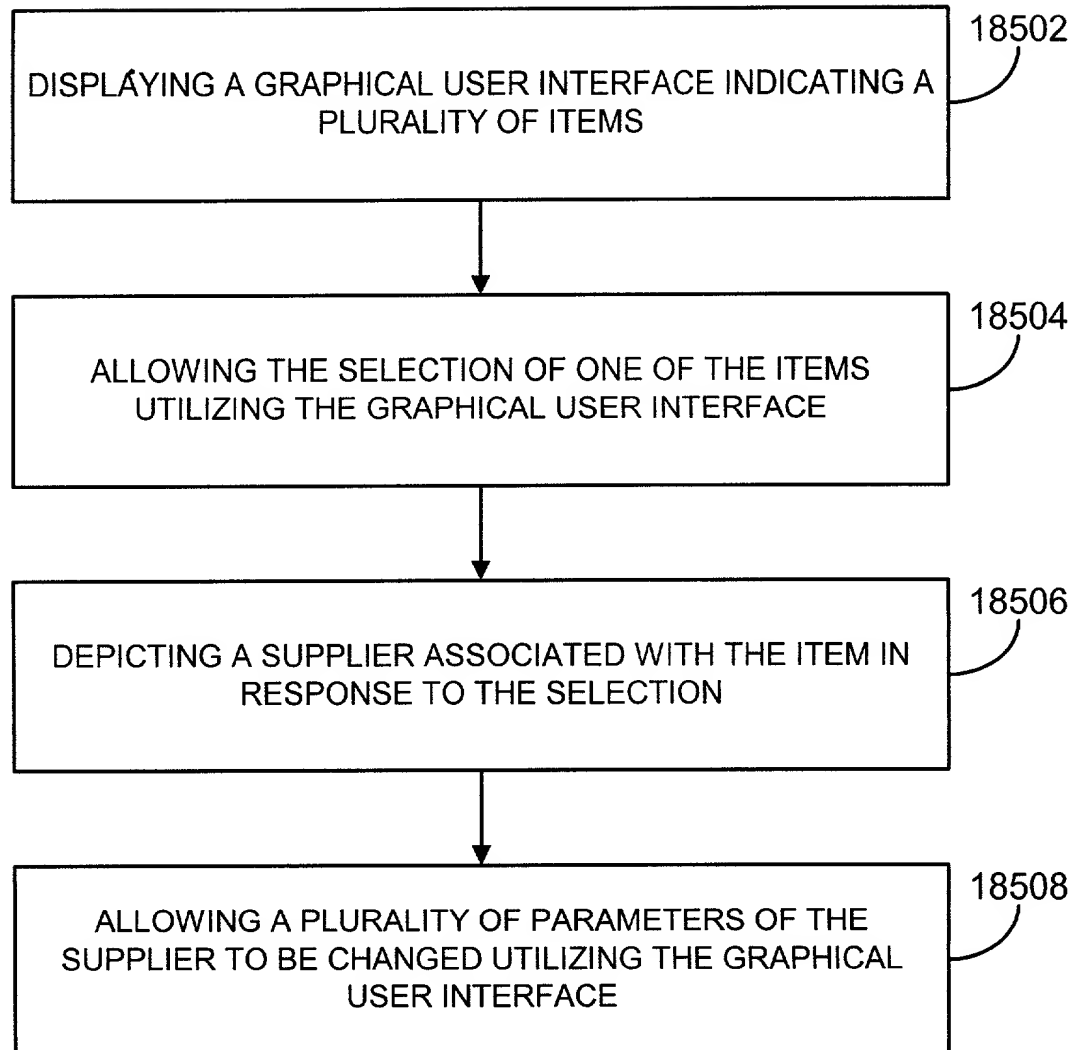 18502
DISPLAYING A GRAPHICAL USER INTERFACE INDICATING A
PLURALITY OF ITEMS
18504
ALLOWING THE SELECTION OF ONE OF THE ITEMS
UTILIZING THE GRAPHICAL USER INTERFACE
18506
DEPICTING A SUPPLIER ASSOCIATED WITH THE ITEM IN
RESPONSE TO THE SELECTION
18508
ALLOWING A PLURALITY OF PARAMETERS OF THE
SUPPLIER TO BE CHANGED UTILIZING THE GRAPHICAL
USER INTERFACE